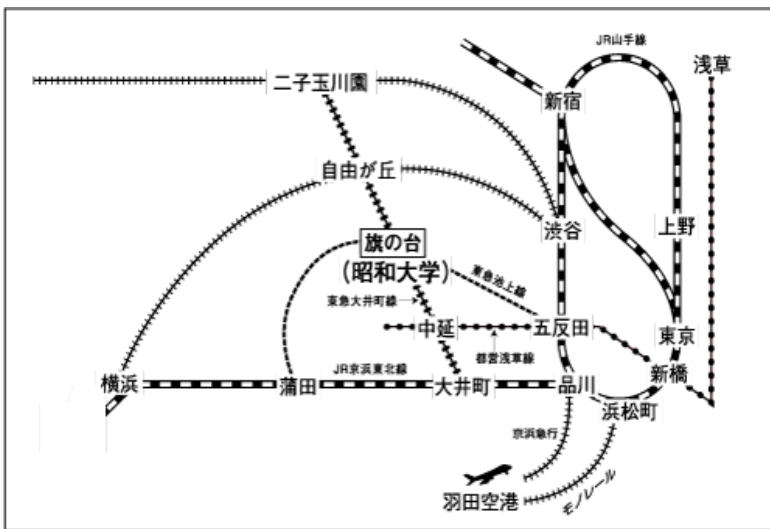 JR山手線
浅草
二子玉川園
新宿
自由が丘
渋谷
上野
旗の台
(昭和大学)
東急池上線
東急大井町線
中延
五反田
東京
都営浅草線
新橋
横浜
JR京浜東北線
蒲田
大井町
品川
浜松町
京浜急行
羽田空港
モノレール